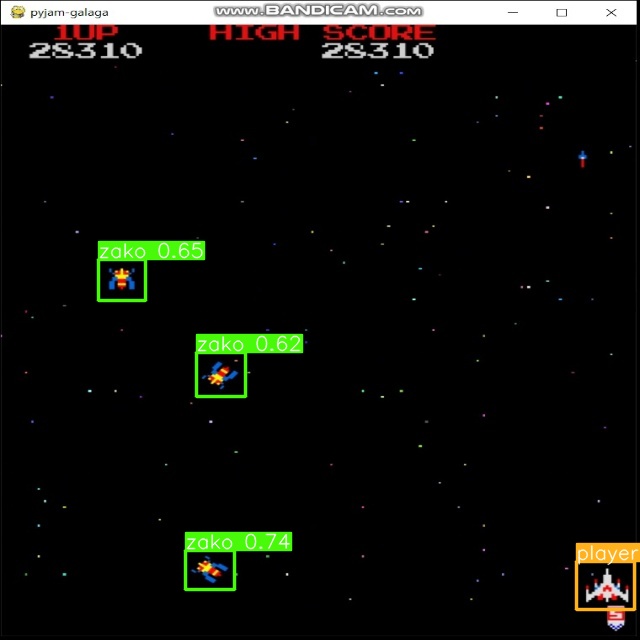 pyjam-galaga
www.BANDICAM.com
1UP HIGH SCORE
28310 28310
zako 0.65
zako 0.62
zako 0.74
player
5